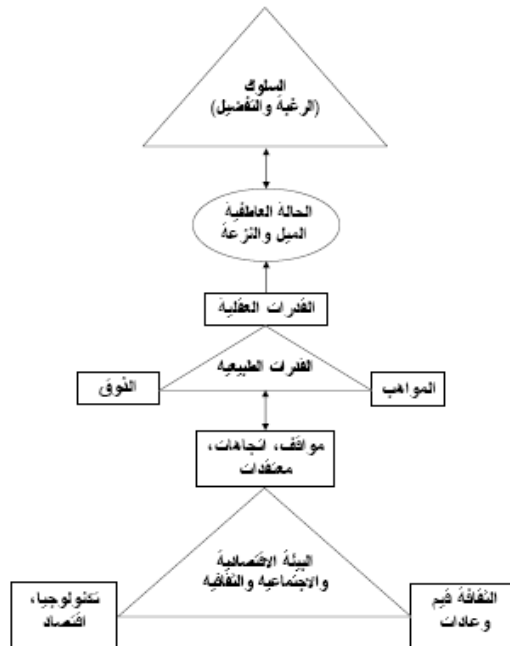 السلوك
(الرغبة والتفضيل)
الحالة العاطفية
الميل والنزعة
القدرات العقلية
القدرات الطبيعية
المواهب
الذوق
مواقف، اتجاهات،
معتقدات
البيئة الاقتصادية
والاجتماعية والثقافية
الثقافة قيم
وعادات
تكنولوجيا،
اقتصاد